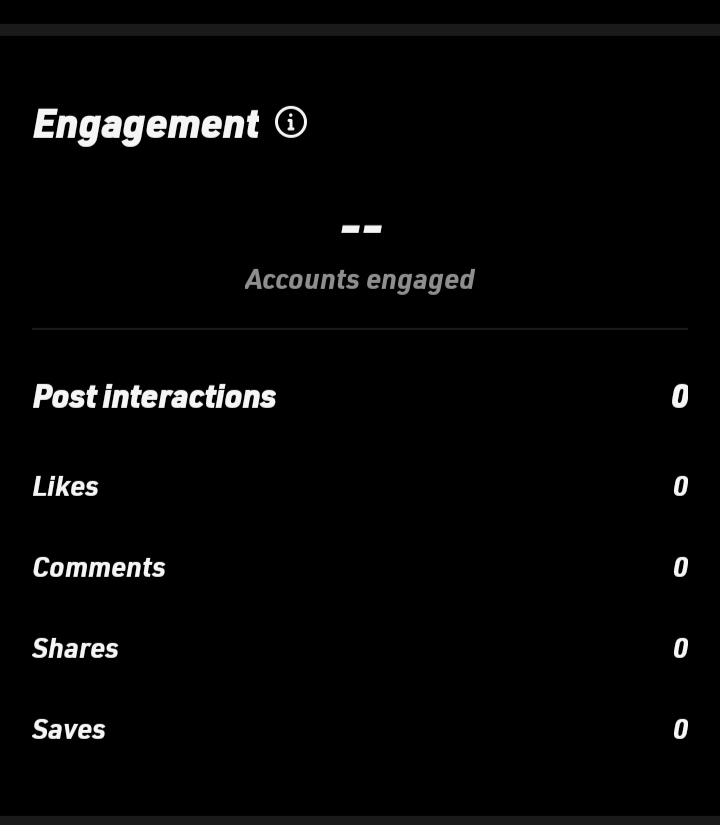 Engagement
--
Accounts engaged
Post interactions 0
Likes 0
Comments 0
Shares 0
Saves 0